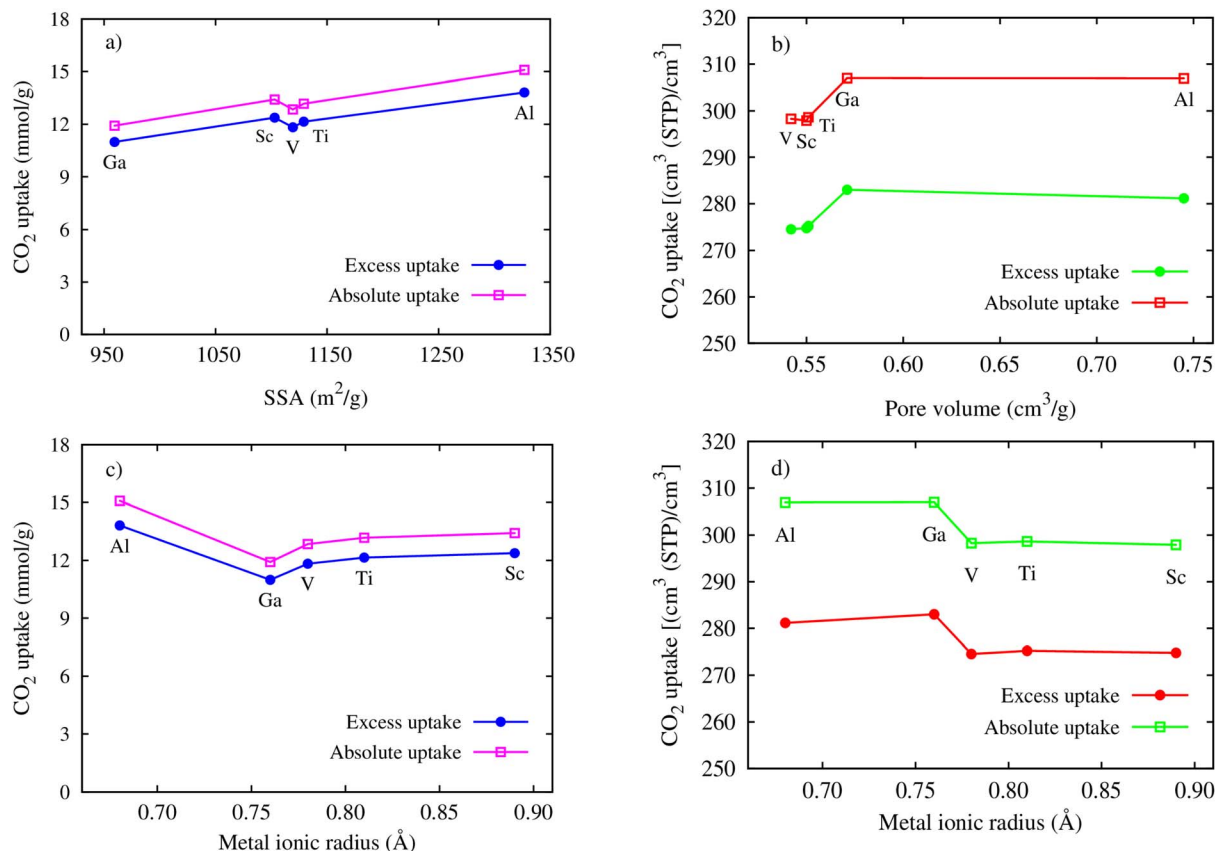 a)
CO2 uptake (mmol/g)
18
15
12
9
6
3
0
Ga
Sc
V
Ti
Al
Excess uptake
Absolute uptake
950
1050
1150
1250
1350
SSA (m²/g)
b)
CO2 uptake [(cm³ (STP)/cm³]
320
310
300
290
280
270
260
250
V
Sc
Ti
Ga
Al
Excess uptake
Absolute uptake
0.55
0.60
0.65
0.70
0.75
Pore volume (cm³/g)
c)
CO2 uptake (mmol/g)
18
15
12
9
6
3
0
Al
Ga
V
Ti
Sc
Excess uptake
Absolute uptake
0.70
0.75
0.80
0.85
0.90
Metal ionic radius (Å)
d)
CO2 uptake [(cm³ (STP)/cm³]
320
310
300
290
280
270
260
250
Al
Ga
V
Ti
Sc
Excess uptake
Absolute uptake
0.70
0.75
0.80
0.85
0.90
Metal ionic radius (Å)